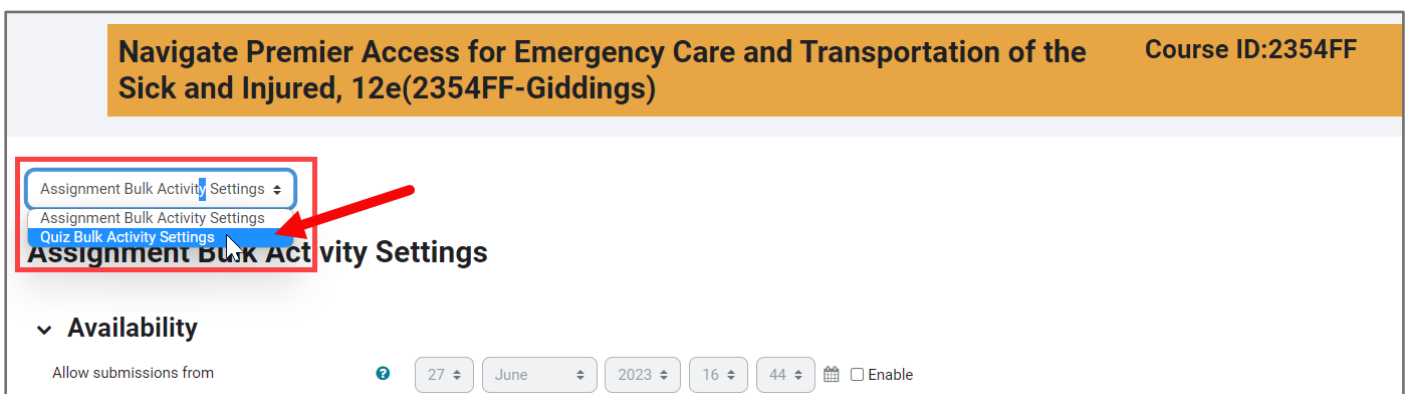 Navigate Premier Access for Emergency Care and Transportation of the
Sick and Injured, 12e(2354FF-Giddings)
Course ID:2354FF
Assignment Bulk Activity Settings
Assignment Bulk Activity Settings
Quiz Bulk Activity Settings
Assignment Bulk Activity Settings
Availability
Allow submissions from ? 27 June 2023 16 44 Enable